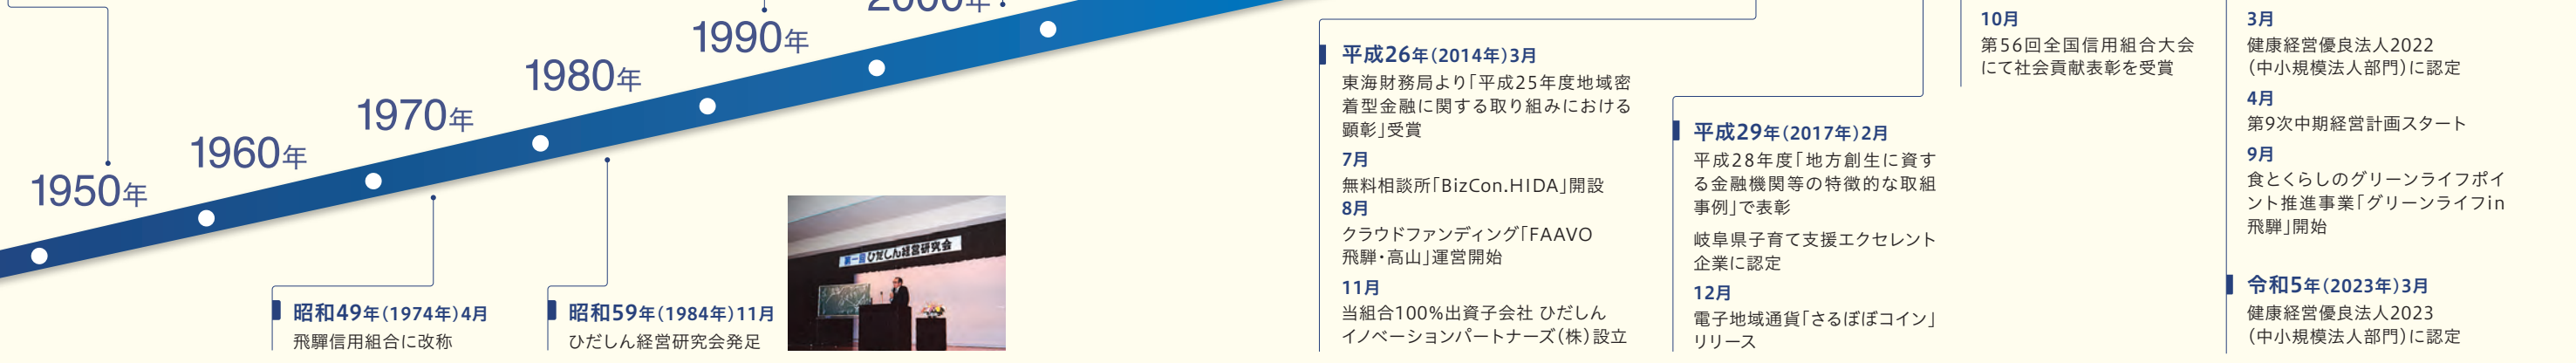 1950年
1960年
1970年
1980年
1990年
2000年
昭和49年(1974年)4月
飛騨信用組合に改称
昭和59年(1984年)11月
ひだしん経営研究会発足
第一回ひだしん経営研究会
平成26年(2014年)3月
東海財務局より「平成25年度地域密
着型金融に関する取り組みにおける
顕彰」受賞
7月
無料相談所「BizCon.HIDA」開設
8月
クラウドファンディング「FAAVO
飛騨・高山」運営開始
11月
当組合100%出資子会社 ひだしん
イノベーションパートナーズ(株)設立
平成29年(2017年)2月
平成28年度「地方創生に資す
る金融機関等の特徴的な取組
事例」で表彰
岐阜県子育て支援エクセレント
企業に認定
12月
電子地域通貨「さるぼぼコイン」
リリース
10月
第56回全国信用組合大会
にて社会貢献表彰を受賞
3月
健康経営優良法人2022
(中小規模法人部門)に認定
4月
第9次中期経営計画スタート
9月
食とくらしのグリーンライフポイ
ント推進事業「グリーンライフin
飛騨」開始
令和5年(2023年)3月
健康経営優良法人2023
(中小規模法人部門)に認定